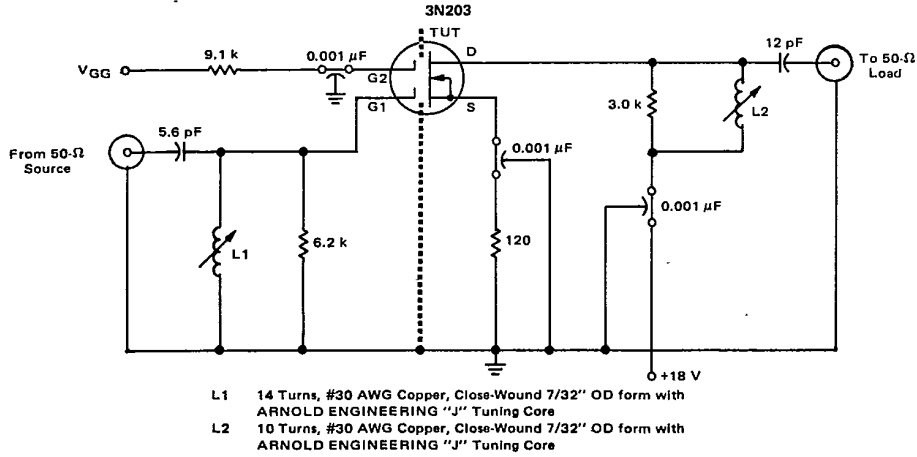 3N203
TUT
D
9.1 k
0.001 µF
12 pF
VGG
G2
To 50-Ω
Load
G1
S
3.0 k
L2
5.6 pF
From 50-Ω
Source
0.001 µF
0.001 µF
L1
6.2 k
120
+18 V
L1 14 Turns, #30 AWG Copper, Close-Wound 7/32" OD form with
ARNOLD ENGINEERING "J" Tuning Core
L2 10 Turns, #30 AWG Copper, Close-Wound 7/32" OD form with
ARNOLD ENGINEERING "J" Tuning Core